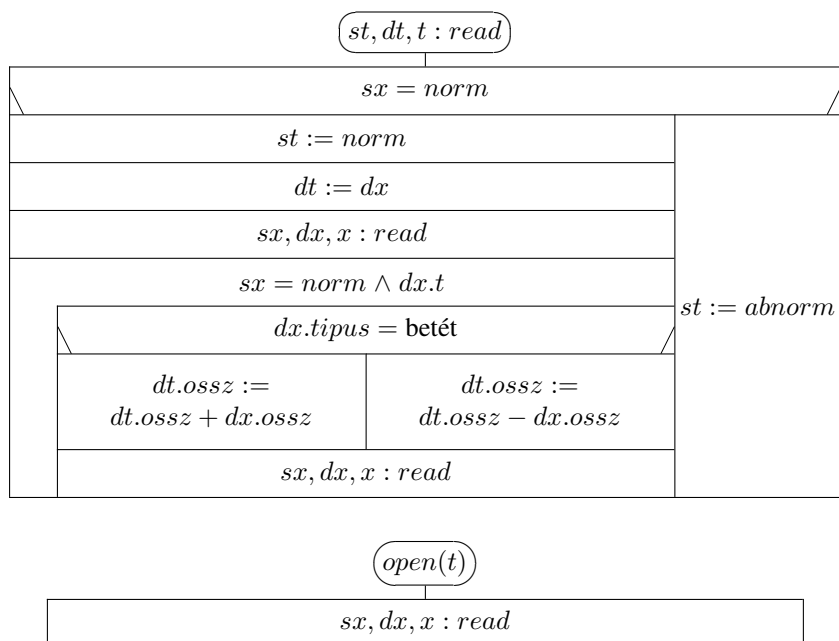 st, dt, t : read
sx = norm
st := norm
dt := dx
sx, dx, x : read
sx = norm ∧ dx.t
st := abnorm
dx.tipus = betét
dt.ossz :=
dt.ossz + dx.ossz
dt.ossz :=
dt.ossz − dx.ossz
sx, dx, x : read
open(t)
sx, dx, x : read